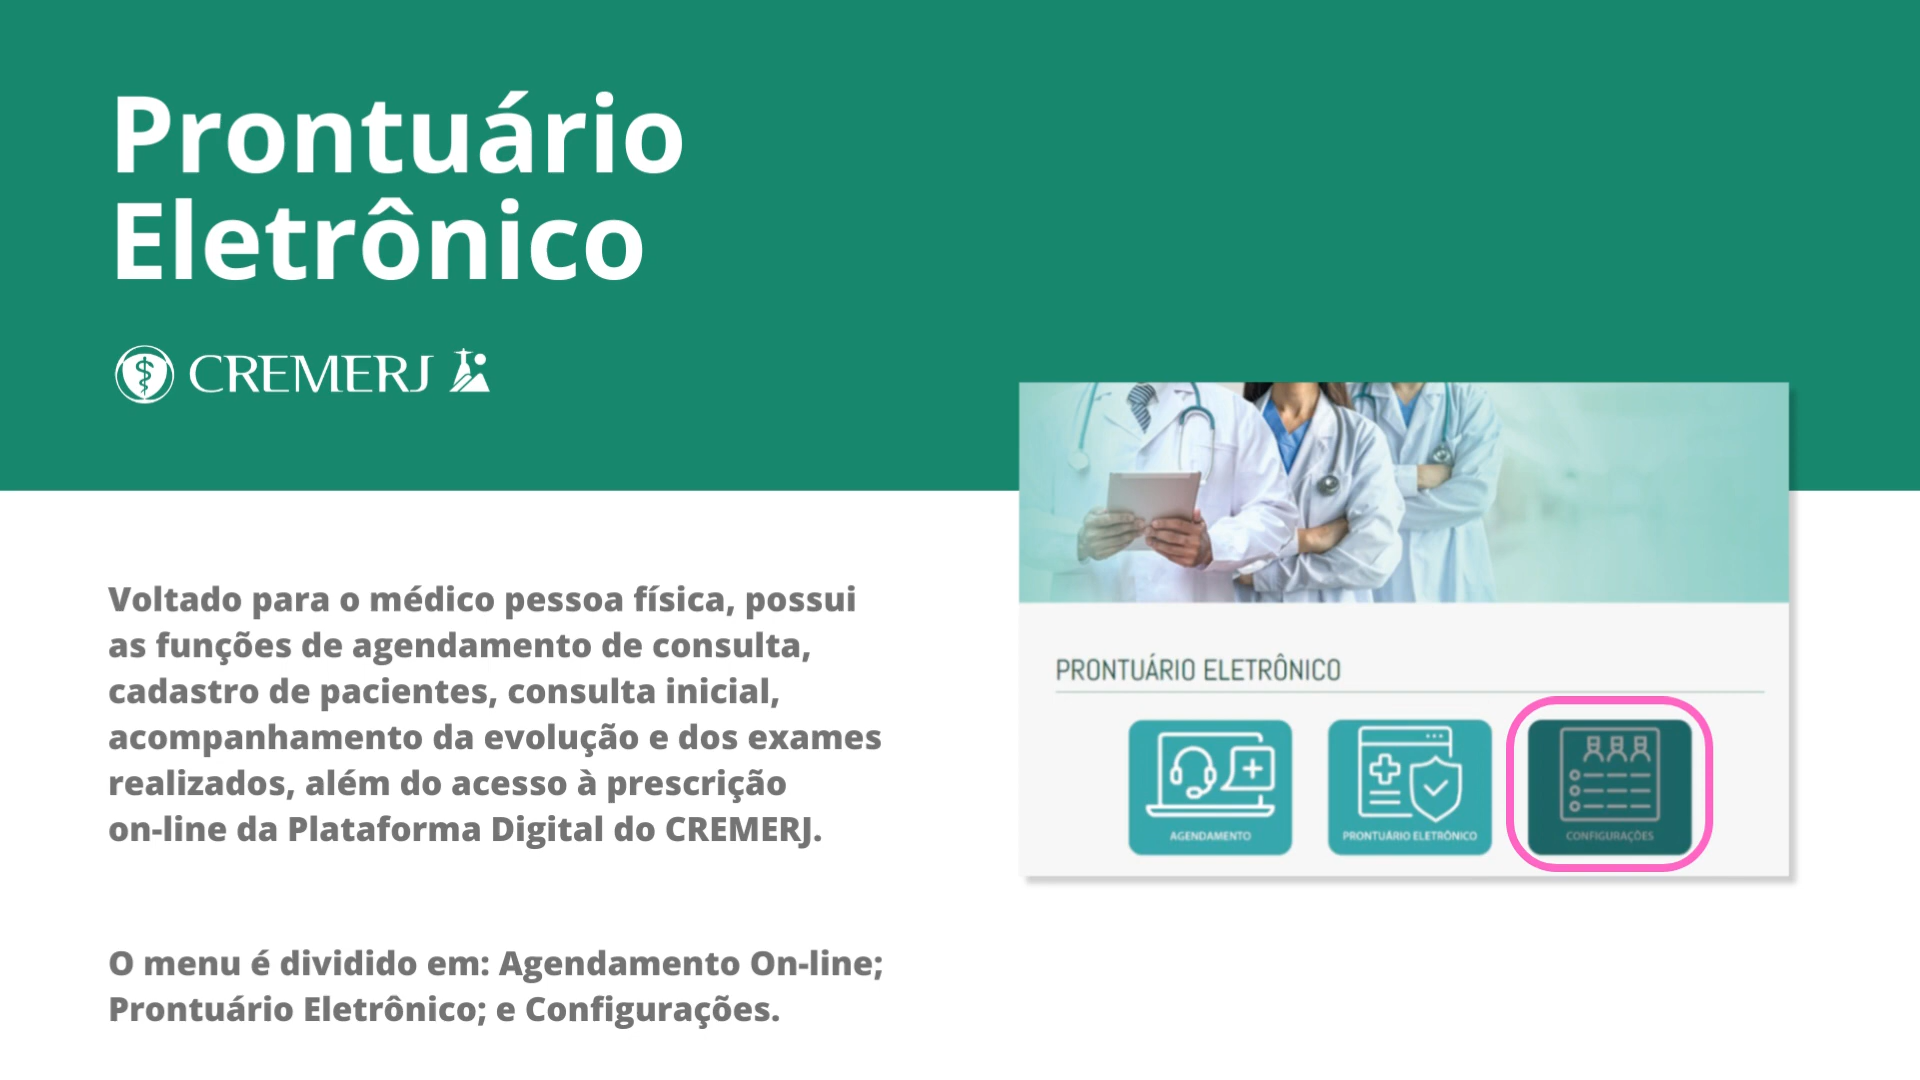 Prontuário
Eletrônico
CREMERJ
Voltado para o médico pessoa física, possui
as funções de agendamento de consulta,
cadastro de pacientes, consulta inicial,
acompanhamento da evolução e dos exames
realizados, além do acesso à prescrição
on-line da Plataforma Digital do CREMERJ.
O menu é dividido em: Agendamento On-line;
Prontuário Eletrônico; e Configurações.
PRONTUÁRIO ELETRÔNICO
AGENDAMENTO
PRONTUÁRIO ELETRÔNICO
CONFIGURAÇÕES